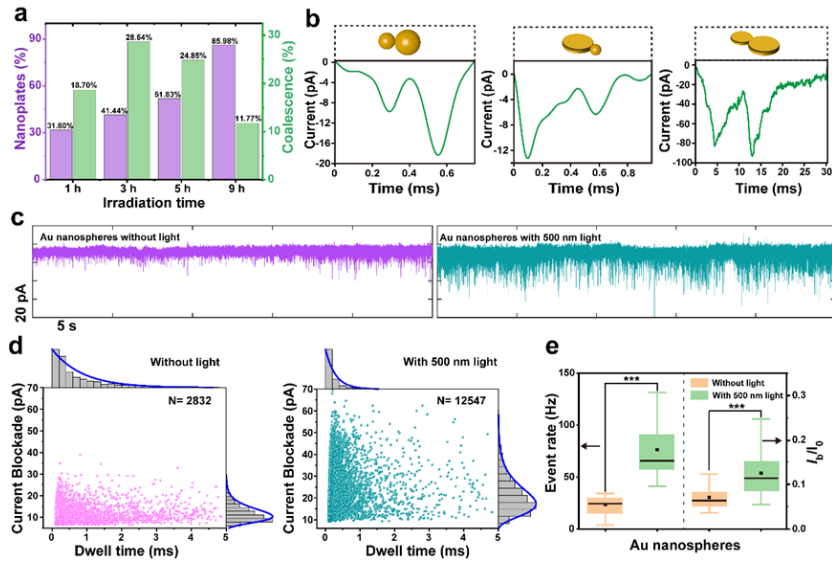 a
Nanoplates (%)
90
60
30
0
31.80%
18.70%
41.44%
28.64%
51.83%
24.85%
85.98%
11.77%
30
20
10
0
Coalescence (%)
1 h
3 h
5 h
9 h
Irradiation time
b
Current (pA)
0
-4
-8
-12
-16
-20
0.0
0.2
0.4
0.6
Time (ms)
Current (pA)
0
-3
-6
-9
-12
0.0
0.4
0.8
Time (ms)
Current (pA)
0
-20
-40
-60
-80
-100
0
5
10
15
20
25
30
Time (ms)
c
Au nanospheres without light
Au nanospheres with 500 nm light
20 pA
5 s
d
Without light
N= 2832
Current Blockade (pA)
70
60
50
40
30
20
10
0
1
2
3
4
5
Dwell time (ms)
With 500 nm light
N= 12547
Current Blockade (pA)
70
60
50
40
30
20
10
0
1
2
3
4
5
Dwell time (ms)
e
Without light
With 500 nm light
***
***
Event rate (Hz)
150
100
50
0
0.3
0.2
0.1
0.0
Ib/I0
Au nanospheres